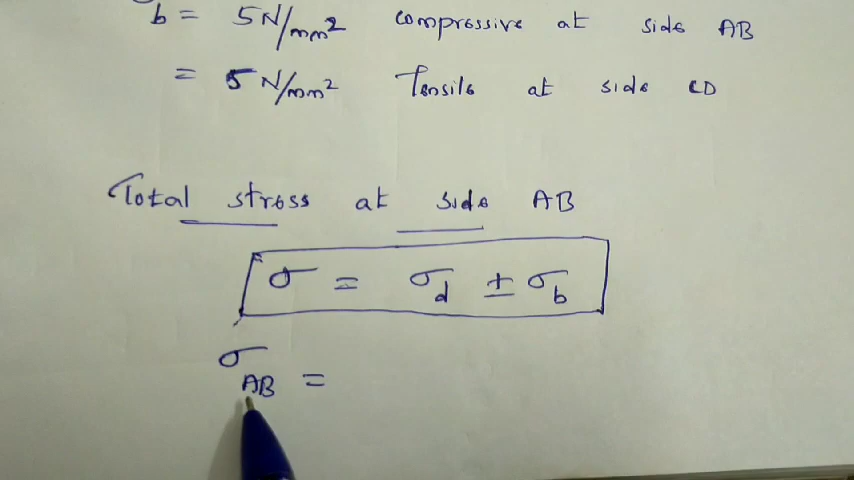 b = 5 N/mm² compressive at side AB
= 5 N/mm² Tensile at side CD
Total stress at side AB
σ = σd ± σb
σAB =